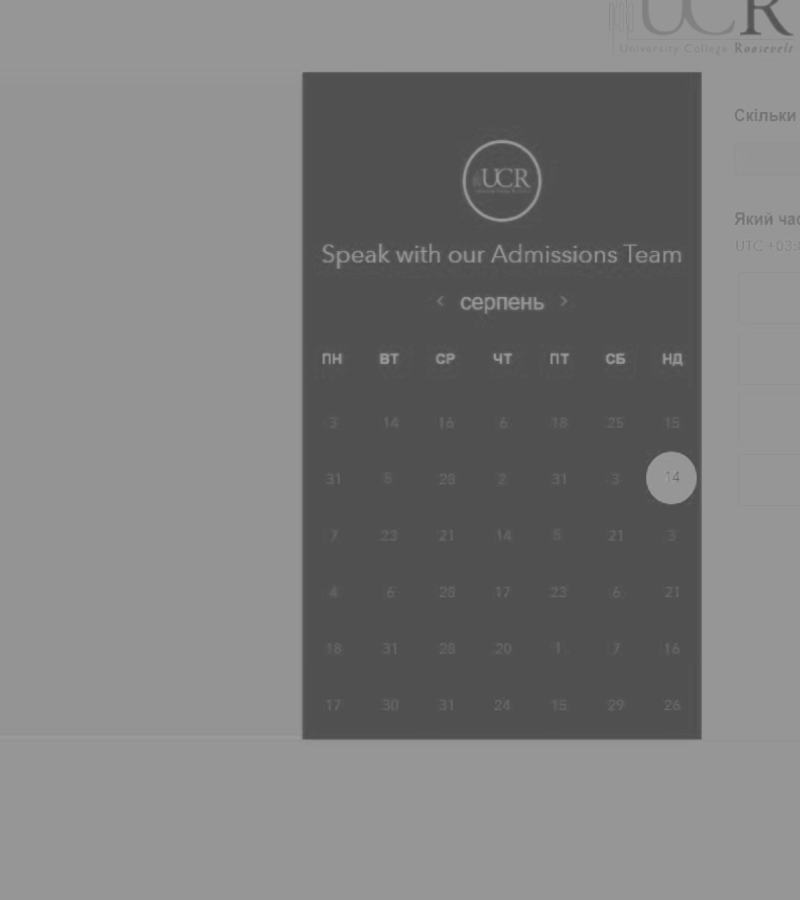 UCR
University College Roosevelt
UCR
Speak with our Admissions Team
< серпень >
ПН ВТ СР ЧТ ПТ СБ НД
3 14 16 6 18 25 15
31 5 28 2 31 3 14
7 23 21 14 5 21 3
4 6 28 17 23 6 21
18 31 28 20 1 7 16
17 30 31 24 15 29 26
Скільки
Який час
UTC +03: